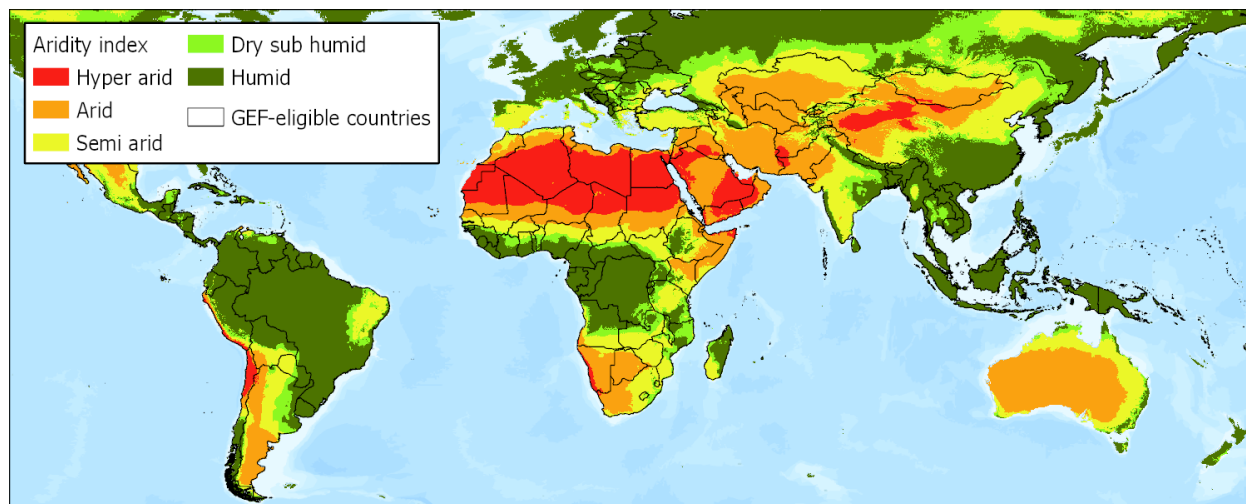 Aridity index
Hyper arid
Arid
Semi arid
Dry sub humid
Humid
GEF-eligible countries